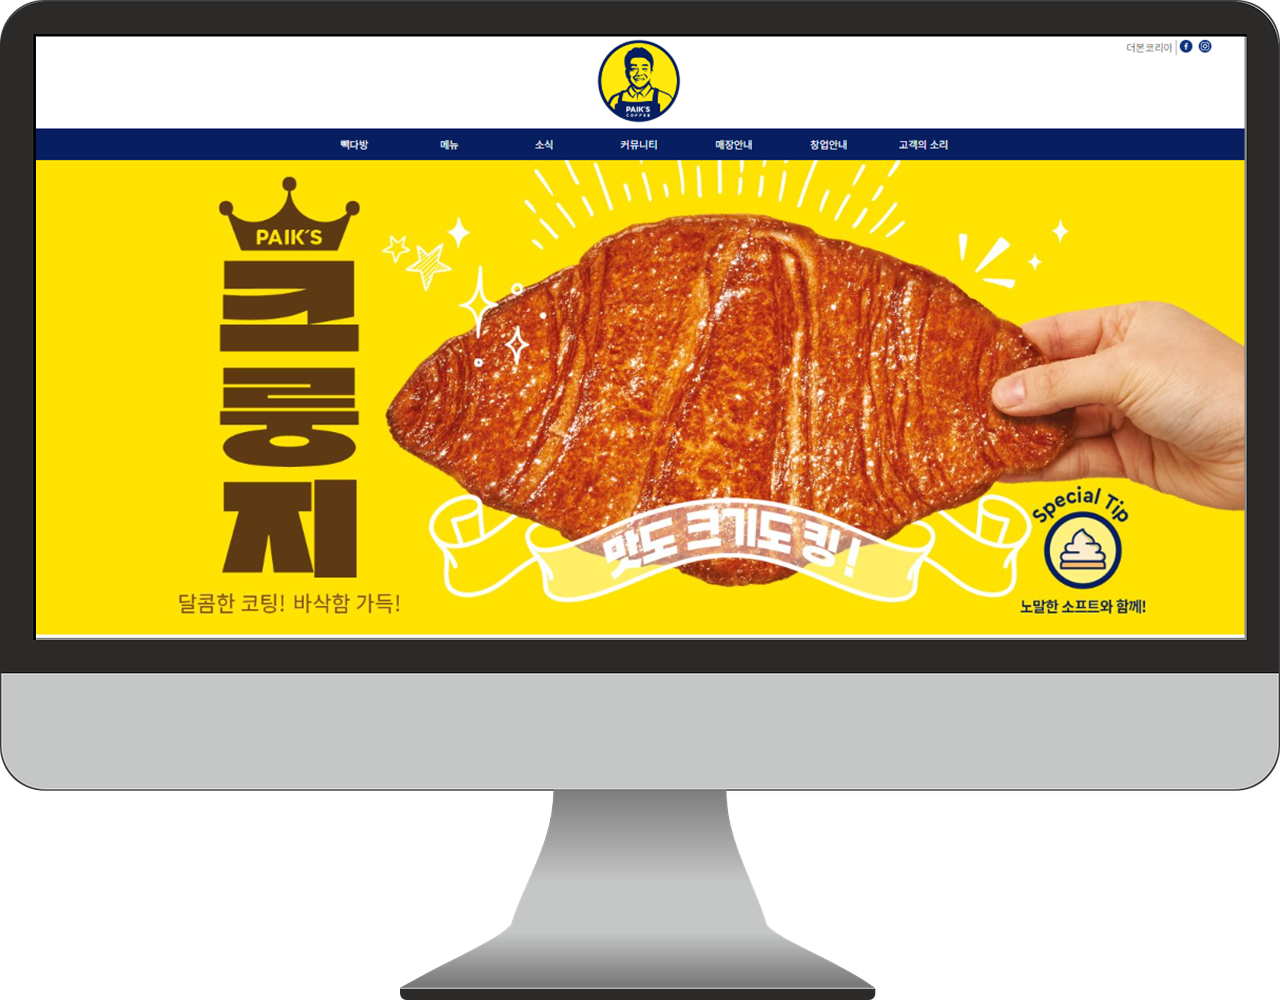 더본코리아
PAIK'S
COFFEE
빽다방 메뉴 소식 커뮤니티 매장안내 창업안내 고객의 소리
PAIK'S
크룽지
달콤한 코팅! 바삭함 가득!
맛도 크기도 킹!
Special Tip
노말한 소프트와 함께!